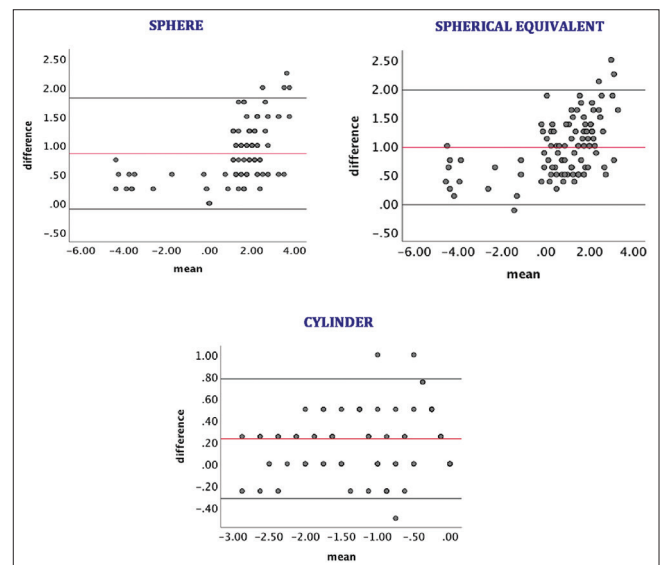 SPHERE
2.50
2.00
1.50
1.00
.50
.00
-.50
difference
-6.00 -4.00 -2.00 .00 2.00 4.00
mean
SPHERICAL EQUIVALENT
2.50
2.00
1.50
1.00
.50
.00
-.50
difference
-6.00 -4.00 -2.00 .00 2.00 4.00
mean
CYLINDER
1.00
.80
.60
.40
.20
.00
-.20
-.40
difference
-3.00 -2.50 -2.00 -1.50 -1.00 -.50 .00
mean